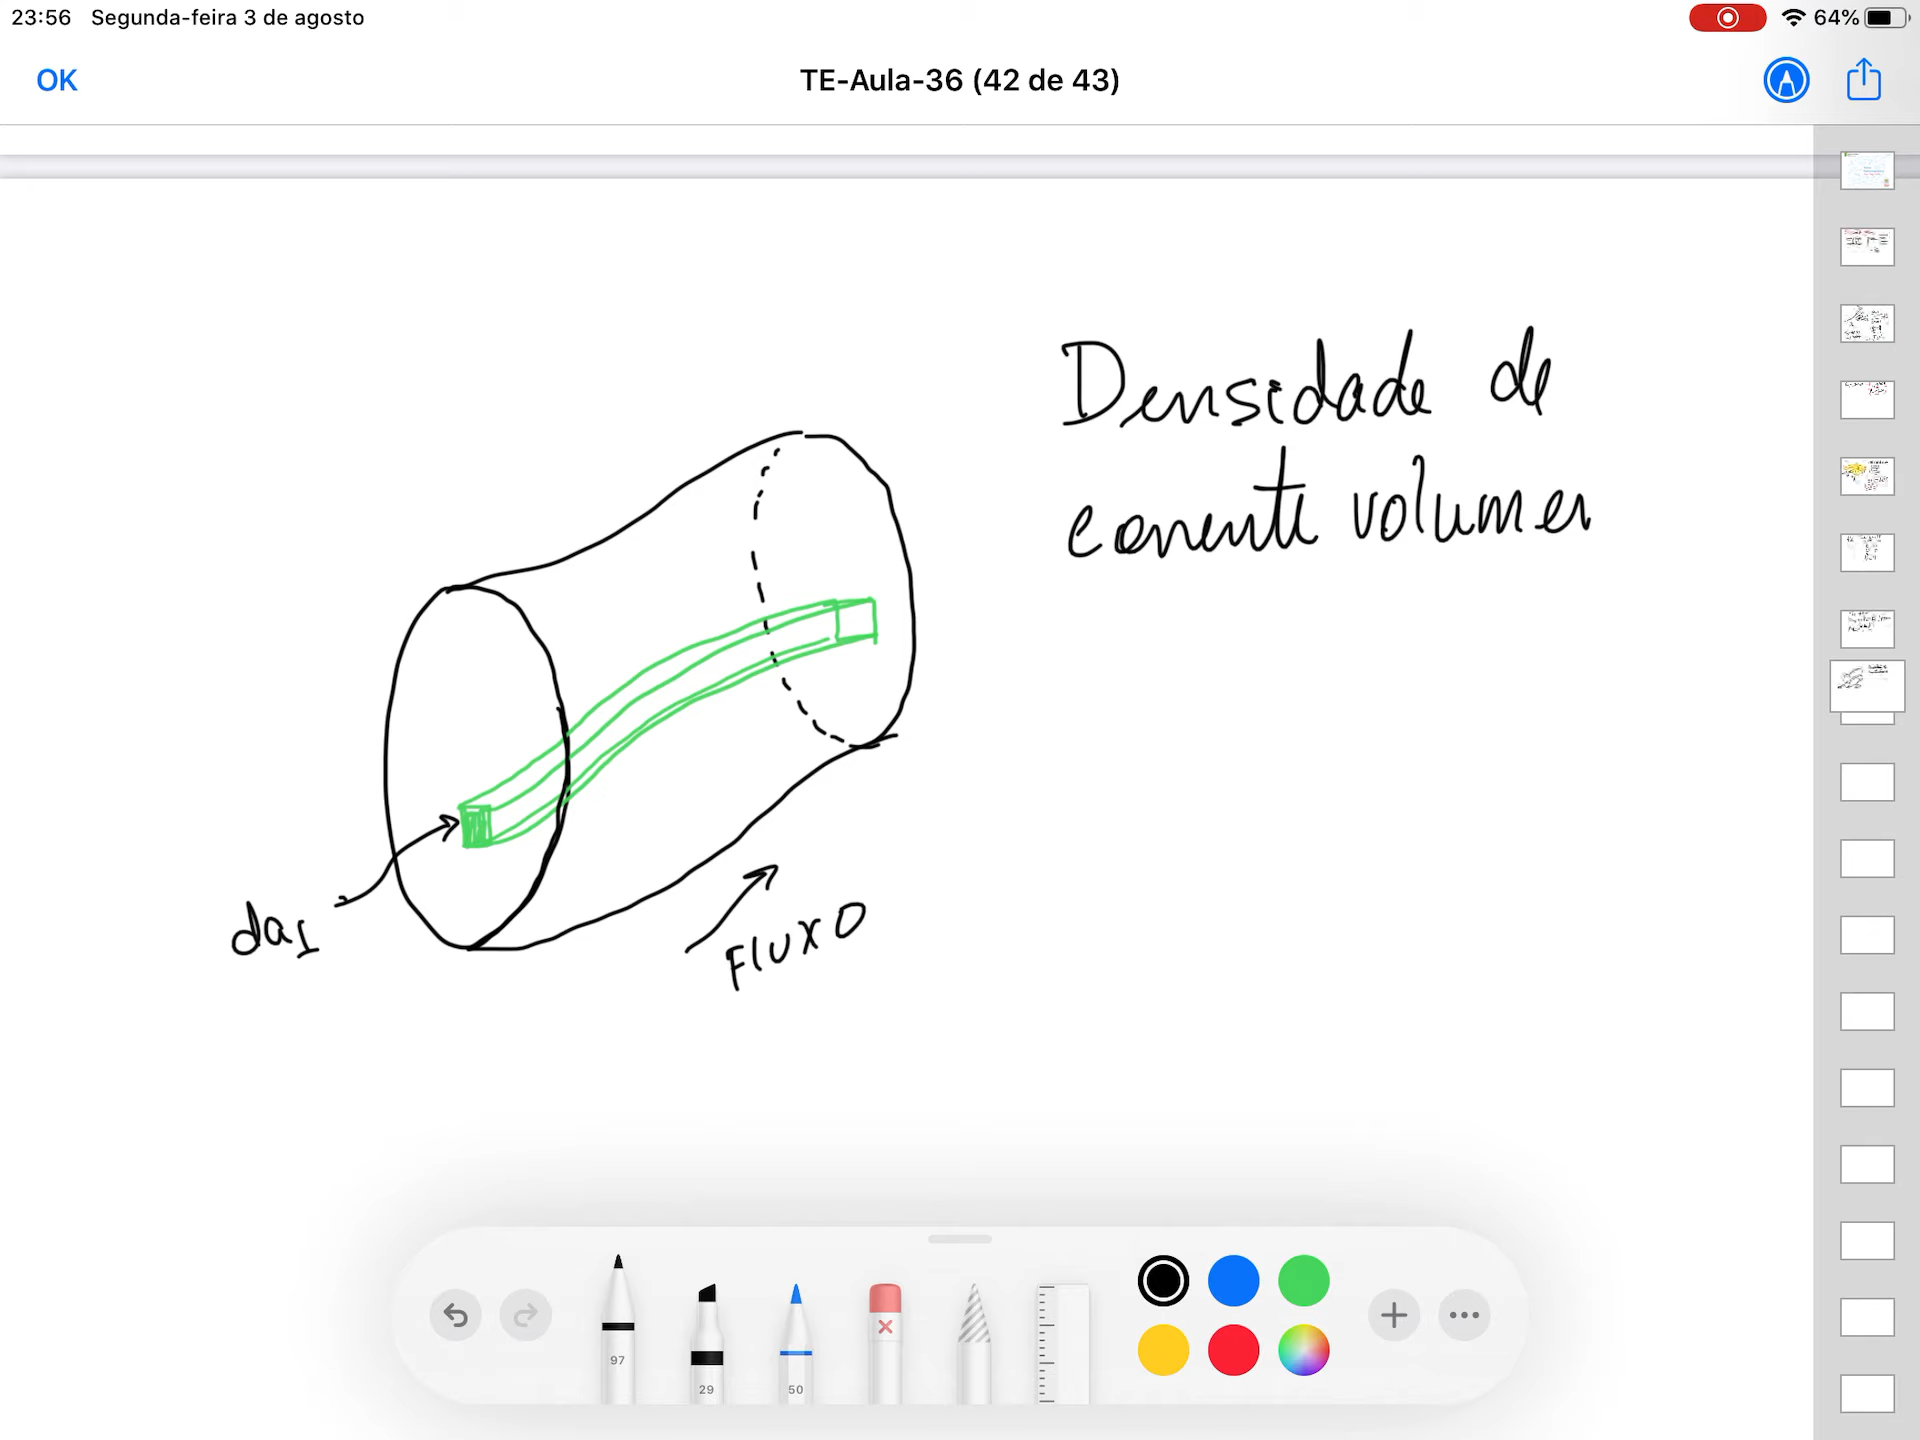 23:56 Segunda-feira 3 de agosto
64%
OK
TE-Aula-36 (42 de 43)
Densidade de
corrente volumer
da⊥
FLUXO
97
29
50